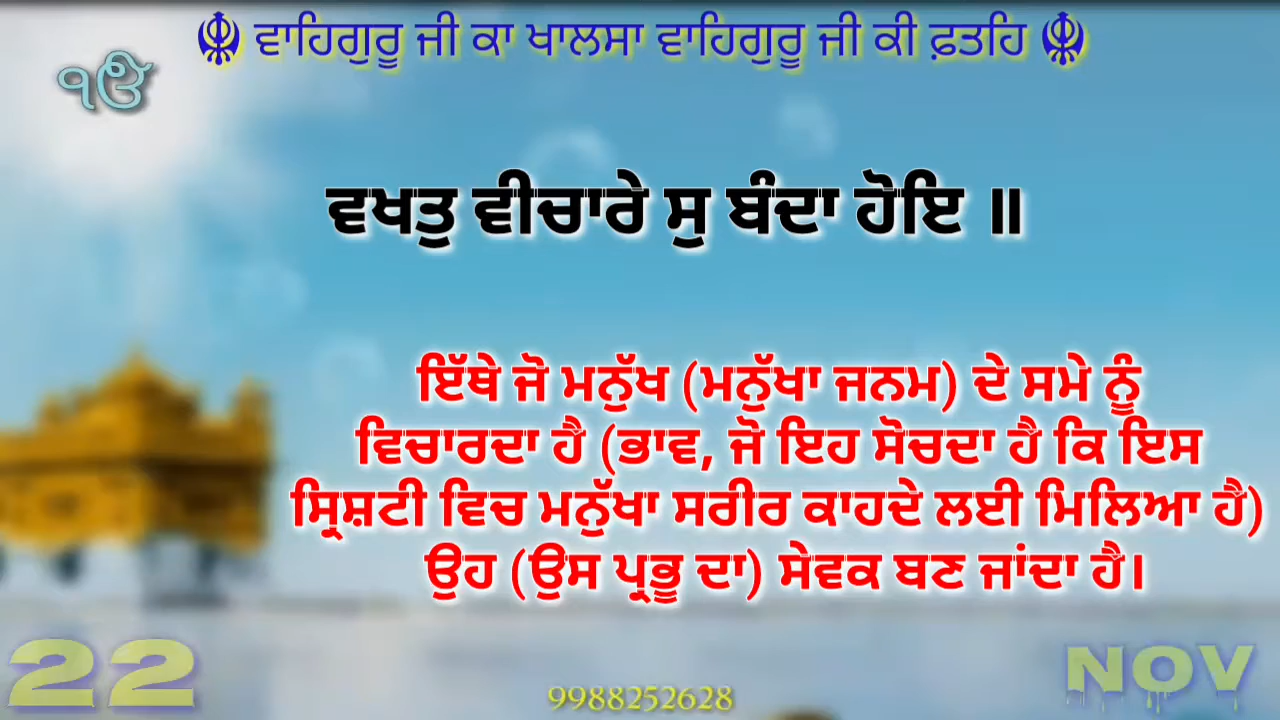 ☬ ਵਾਹਿਗੁਰੂ ਜੀ ਕਾ ਖਾਲਸਾ ਵਾਹਿਗੁਰੂ ਜੀ ਕੀ ਫ਼ਤਹਿ ☬
ੴ
ਵਖਤੁ ਵੀਚਾਰੇ ਸੁ ਬੰਦਾ ਹੋਇ ॥
ਇੱਥੇ ਜੋ ਮਨੁੱਖ (ਮਨੁੱਖਾ ਜਨਮ) ਦੇ ਸਮੇ ਨੂੰ
ਵਿਚਾਰਦਾ ਹੈ (ਭਾਵ, ਜੋ ਇਹ ਸੋਚਦਾ ਹੈ ਕਿ ਇਸ
ਸ੍ਰਿਸ਼ਟੀ ਵਿਚ ਮਨੁੱਖਾ ਸਰੀਰ ਕਾਹਦੇ ਲਈ ਮਿਲਿਆ ਹੈ)
ਉਹ (ਉਸ ਪ੍ਰਭੂ ਦਾ) ਸੇਵਕ ਬਣ ਜਾਂਦਾ ਹੈ।
22
NOV
9988252628